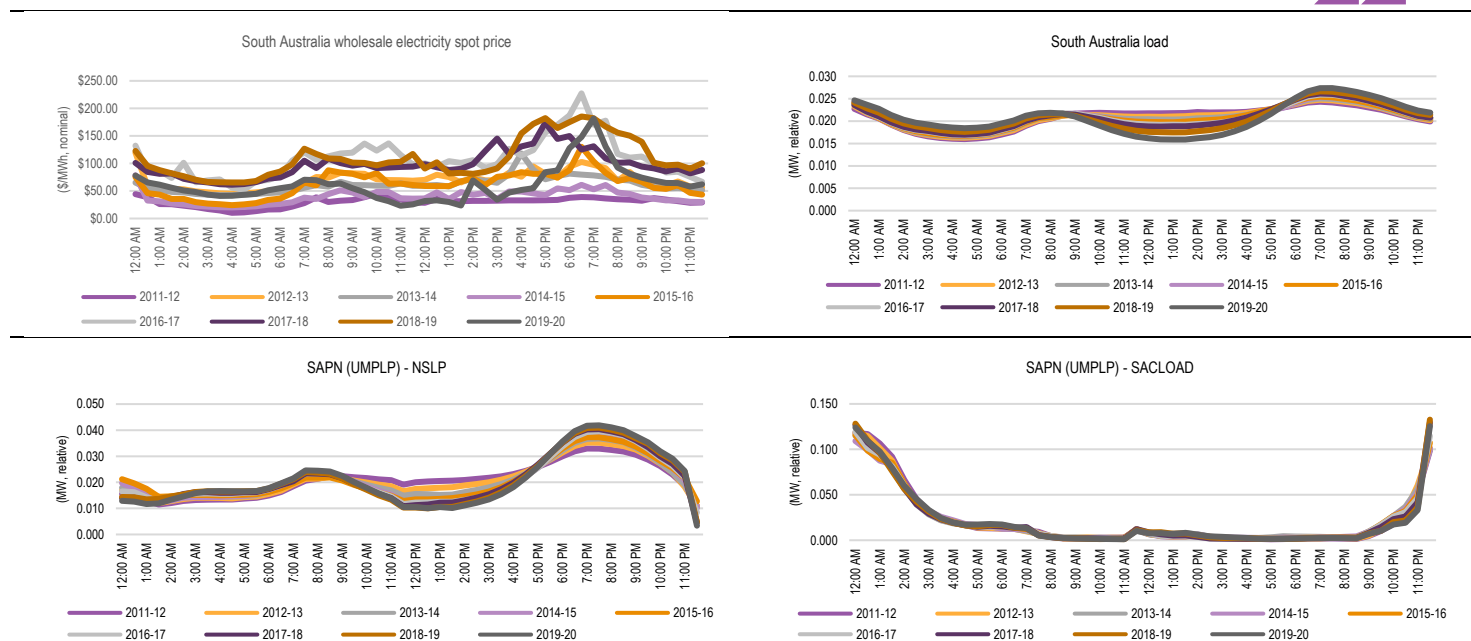 South Australia wholesale electricity spot price
($/MWh, nominal)
$250.00
$200.00
$150.00
$100.00
$50.00
$0.00
12:00 AM
1:00 AM
2:00 AM
3:00 AM
4:00 AM
5:00 AM
6:00 AM
7:00 AM
8:00 AM
9:00 AM
10:00 AM
11:00 AM
12:00 PM
1:00 PM
2:00 PM
3:00 PM
4:00 PM
5:00 PM
6:00 PM
7:00 PM
8:00 PM
9:00 PM
10:00 PM
11:00 PM
2011-12 2012-13 2013-14 2014-15 2015-16
2016-17 2017-18 2018-19 2019-20
South Australia load
(MW, relative)
0.030
0.025
0.020
0.015
0.010
0.005
0.000
12:00 AM
1:00 AM
2:00 AM
3:00 AM
4:00 AM
5:00 AM
6:00 AM
7:00 AM
8:00 AM
9:00 AM
10:00 AM
11:00 AM
12:00 PM
1:00 PM
2:00 PM
3:00 PM
4:00 PM
5:00 PM
6:00 PM
7:00 PM
8:00 PM
9:00 PM
10:00 PM
11:00 PM
2011-12 2012-13 2013-14 2014-15 2015-16
2016-17 2017-18 2018-19 2019-20
SAPN (UMPLP) - NSLP
(MW, relative)
0.050
0.040
0.030
0.020
0.010
0.000
12:00 AM
1:00 AM
2:00 AM
3:00 AM
4:00 AM
5:00 AM
6:00 AM
7:00 AM
8:00 AM
9:00 AM
10:00 AM
11:00 AM
12:00 PM
1:00 PM
2:00 PM
3:00 PM
4:00 PM
5:00 PM
6:00 PM
7:00 PM
8:00 PM
9:00 PM
10:00 PM
11:00 PM
2011-12 2012-13 2013-14 2014-15 2015-16
2016-17 2017-18 2018-19 2019-20
SAPN (UMPLP) - SACLOAD
(MW, relative)
0.150
0.100
0.050
0.000
12:00 AM
1:00 AM
2:00 AM
3:00 AM
4:00 AM
5:00 AM
6:00 AM
7:00 AM
8:00 AM
9:00 AM
10:00 AM
11:00 AM
12:00 PM
1:00 PM
2:00 PM
3:00 PM
4:00 PM
5:00 PM
6:00 PM
7:00 PM
8:00 PM
9:00 PM
10:00 PM
11:00 PM
2011-12 2012-13 2013-14 2014-15 2015-16
2016-17 2017-18 2018-19 2019-20